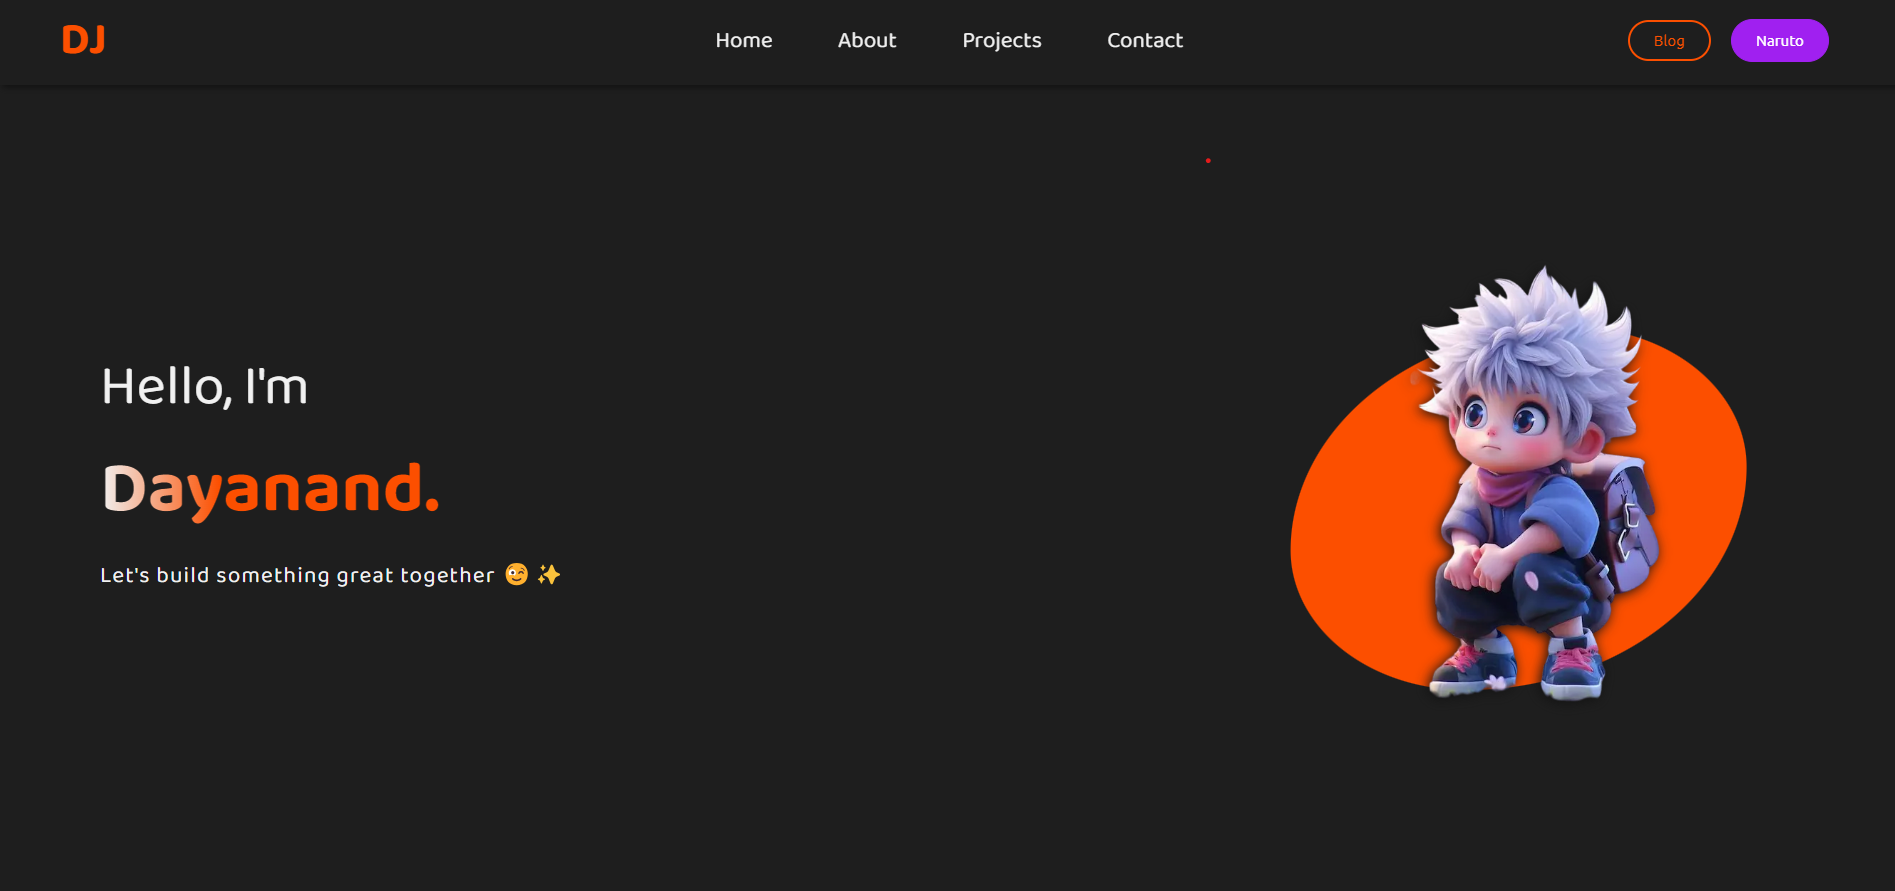 DJ
Home About Projects Contact
Blog Naruto
Hello, I'm
Dayanand.
Let's build something great together 😉 ✨